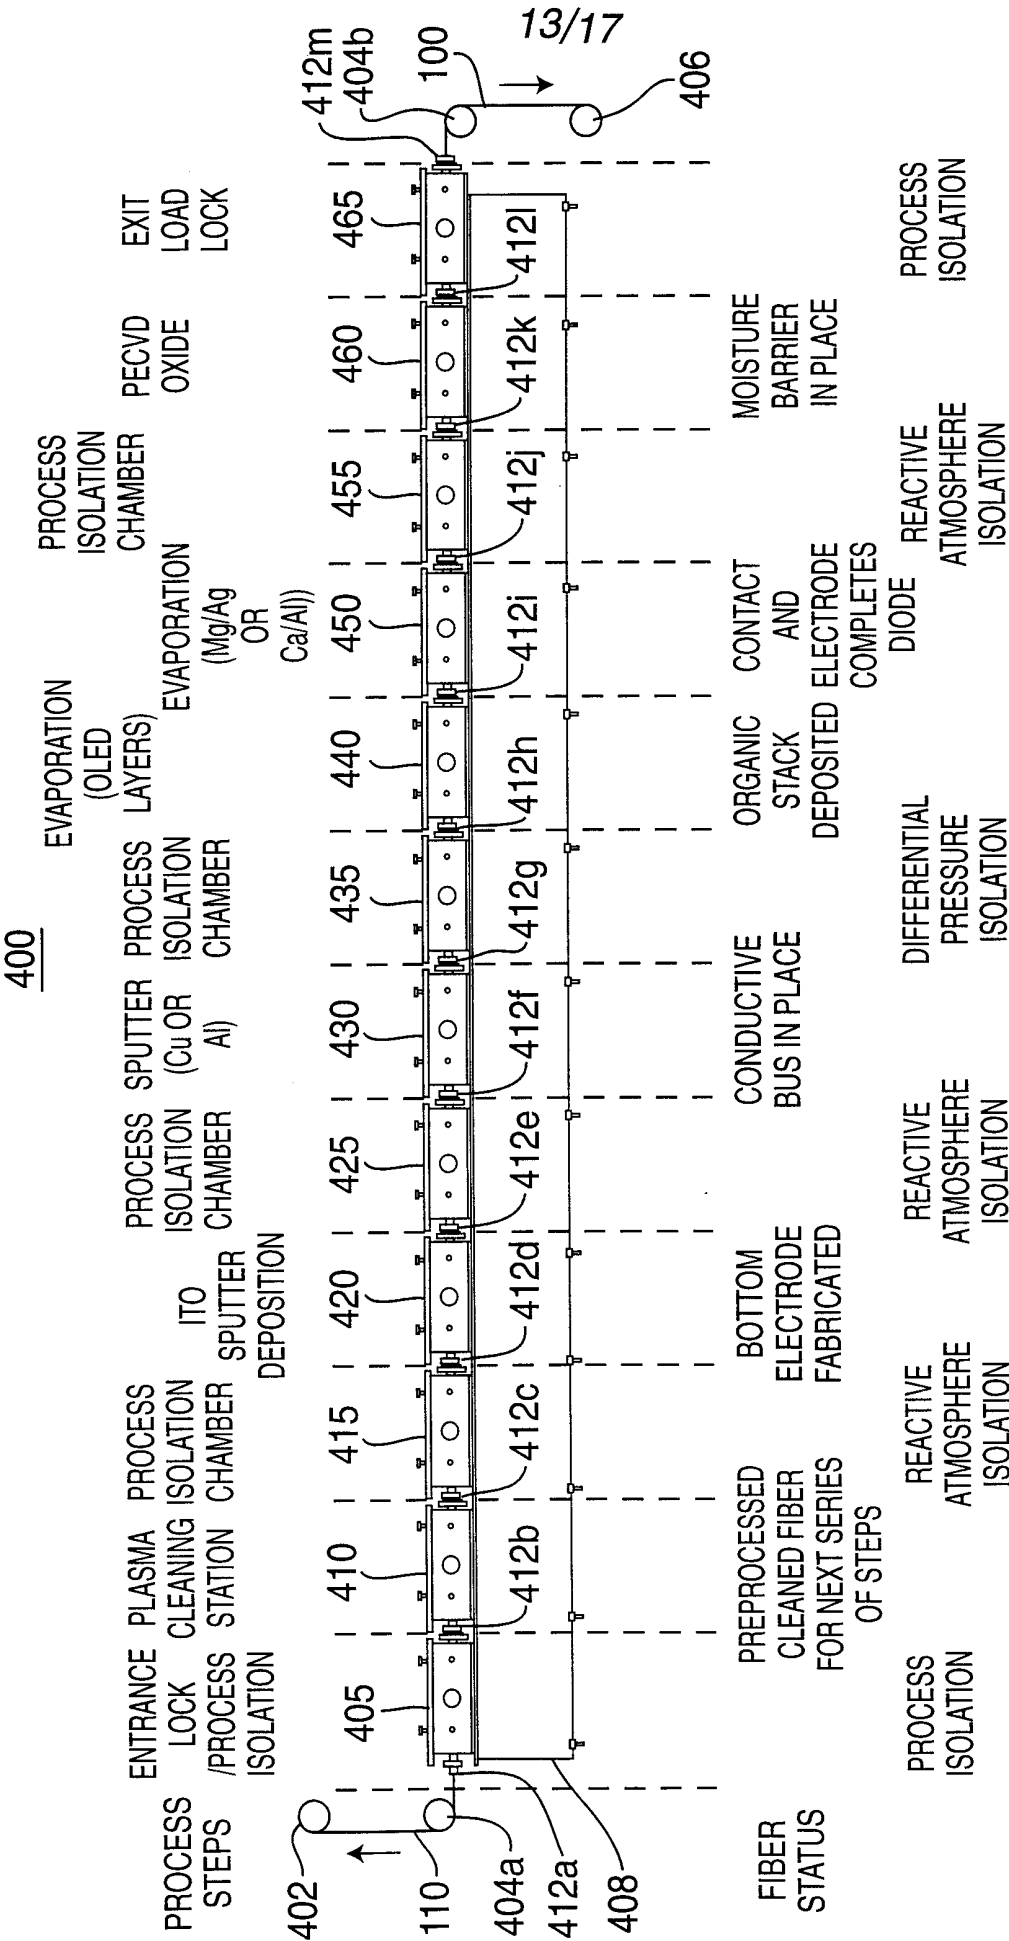 13/17
400
PROCESS
STEPS
ENTRANCE
LOCK
/PROCESS
ISOLATION
PLASMA
CLEANING
STATION
PROCESS
ISOLATION
CHAMBER
ITO
SPUTTER
DEPOSITION
PROCESS
ISOLATION
CHAMBER
SPUTTER
(Cu OR
Al)
PROCESS
ISOLATION
CHAMBER
EVAPORATION
(OLED
LAYERS)
EVAPORATION
(Mg/Ag
OR
Ca/Al))
PROCESS
ISOLATION
CHAMBER
PECVD
OXIDE
EXIT
LOAD
LOCK
402
405
410
415
420
425
430
435
440
450
455
460
465
412m
404b
100
406
110
404a
412a
408
412b
412c
412d
412e
412f
412g
412h
412i
412j
412k
412l
FIBER
STATUS
PROCESS
ISOLATION
PREPROCESSED
CLEANED FIBER
FOR NEXT SERIES
OF STEPS
REACTIVE
ATMOSPHERE
ISOLATION
BOTTOM
ELECTRODE
FABRICATED
REACTIVE
ATMOSPHERE
ISOLATION
CONDUCTIVE
BUS IN PLACE
DIFFERENTIAL
PRESSURE
ISOLATION
ORGANIC
STACK
DEPOSITED
CONTACT
AND
ELECTRODE
COMPLETES
DIODE
REACTIVE
ATMOSPHERE
ISOLATION
MOISTURE
BARRIER
IN PLACE
PROCESS
ISOLATION